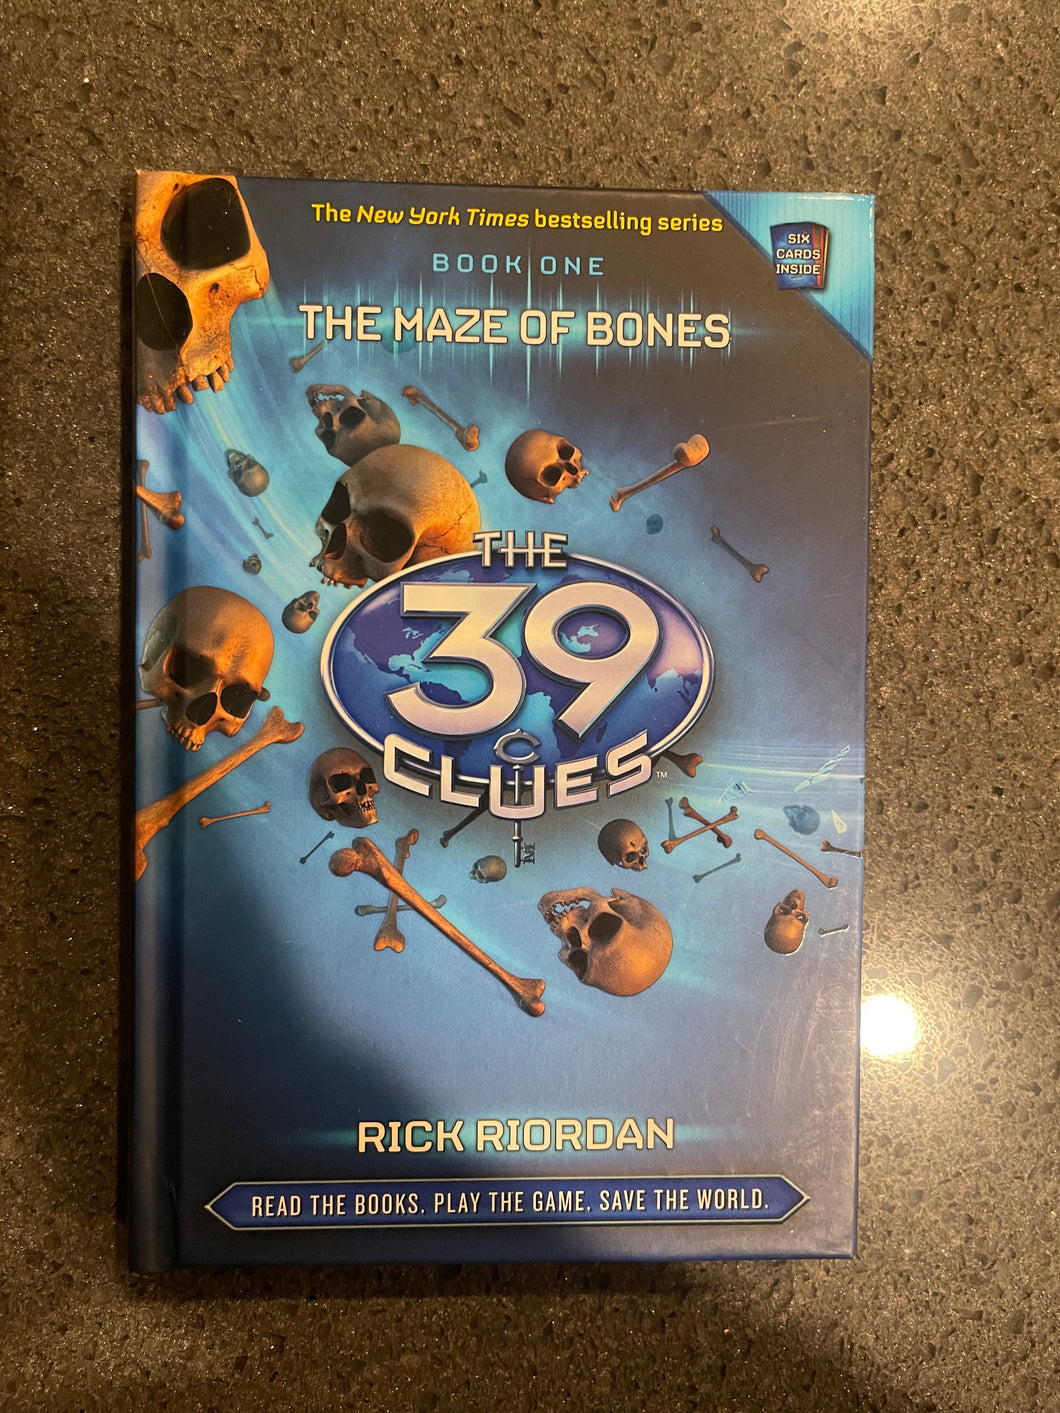 The New York Times bestselling series
SIX
CARDS
INSIDE
BOOK ONE
THE MAZE OF BONES
THE
39
CLUES™
RICK RIORDAN
READ THE BOOKS. PLAY THE GAME. SAVE THE WORLD.